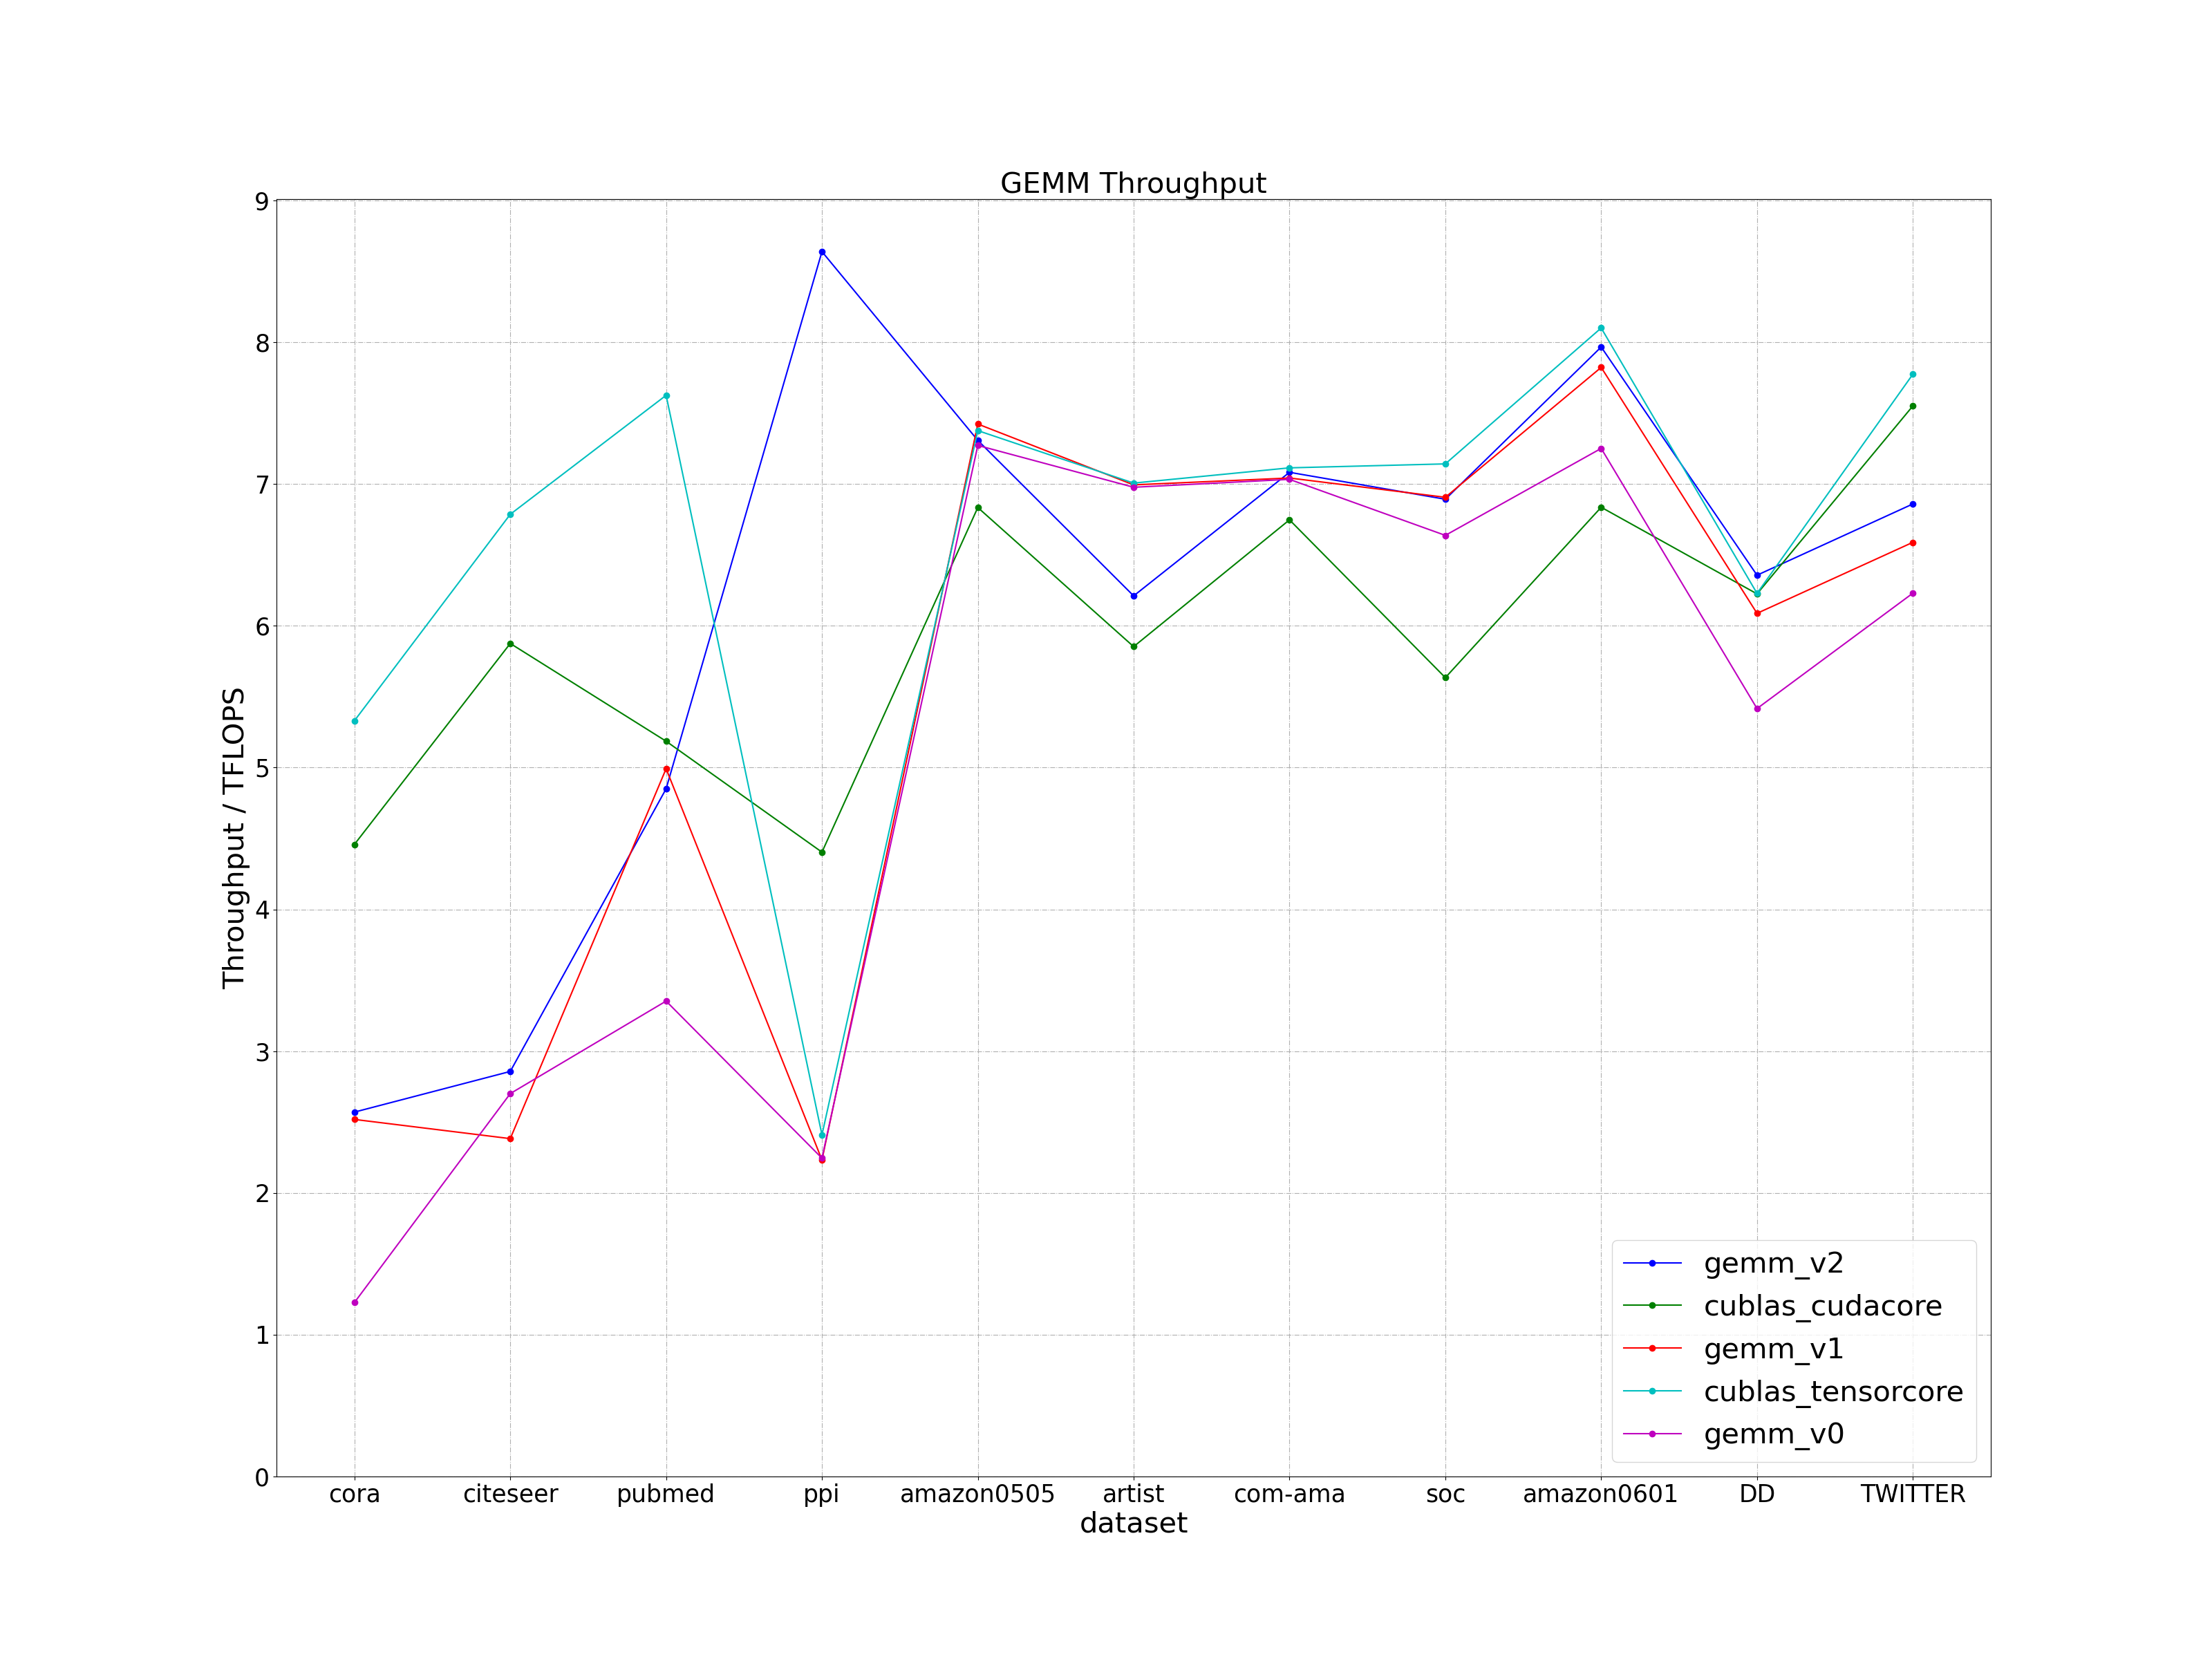 GEMM Throughput
Throughput / TFLOPS
9
8
7
6
5
4
3
2
1
0
cora citeseer pubmed ppi amazon0505 artist com-ama soc amazon0601 DD TWITTER
dataset
gemm_v2
cublas_cudacore
gemm_v1
cublas_tensorcore
gemm_v0